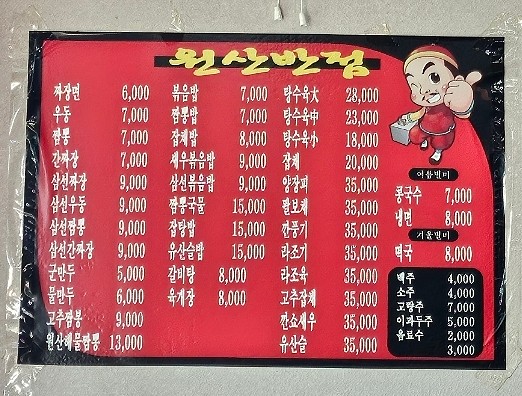 원산반점
짜장면 6,000
우동 7,000
짬뽕 7,000
간짜장 7,000
삼선짜장 9,000
삼선우동 9,000
삼선짬뽕 9,000
삼선간짜장 9,000
군만두 5,000
물만두 6,000
고추짬뽕 9,000
원산해물짬뽕 13,000
볶음밥 7,000
짬뽕밥 7,000
잡채밥 8,000
새우볶음밥 9,000
삼선볶음밥 9,000
짬뽕국물 15,000
잡탕밥 15,000
유산슬밥 15,000
갈비탕 8,000
육개장 8,000
탕수육大 28,000
탕수육中 23,000
탕수육小 18,000
잡채 20,000
양장피 35,000
팔보채 35,000
깐풍기 35,000
라조기 35,000
라조육 35,000
고추잡채 35,000
깐쇼새우 35,000
유산슬 35,000
여름별미
콩국수 7,000
냉면 8,000
겨울별미
떡국 8,000
맥주 4,000
소주 4,000
고량주 7,000
이과두주 5,000
음료수 2,000
3,000